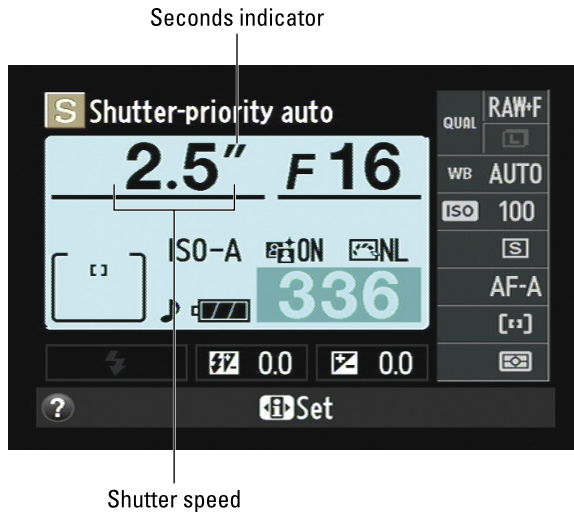 Seconds indicator
S Shutter-priority auto
2.5" F16
ISO-A ON NL
336
QUAL RAW+F
L
WB AUTO
ISO 100
S
AF-A
0.0 0.0
? i Set
Shutter speed